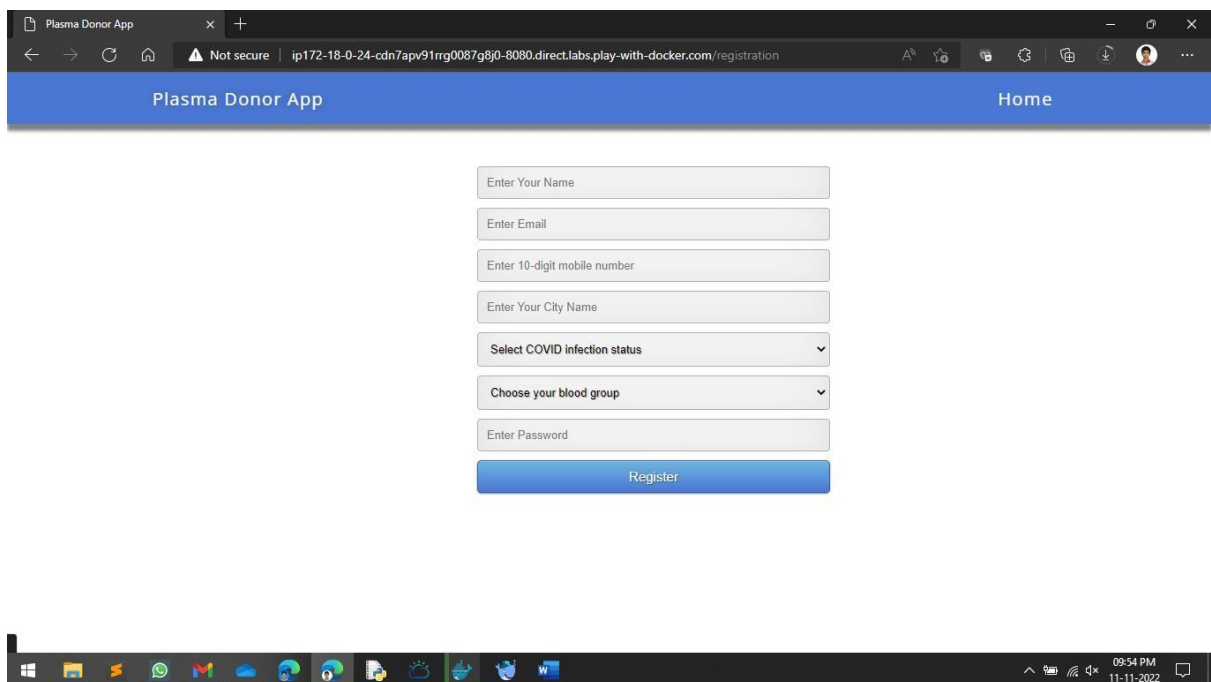 Plasma Donor App
Not secure | ip172-18-0-24-cdn7apv91rrg0087g8j0-8080.direct.labs.play-with-docker.com/registration
Plasma Donor App Home
Enter Your Name
Enter Email
Enter 10-digit mobile number
Enter Your City Name
Select COVID infection status
Choose your blood group
Enter Password
Register
09:54 PM
11-11-2022